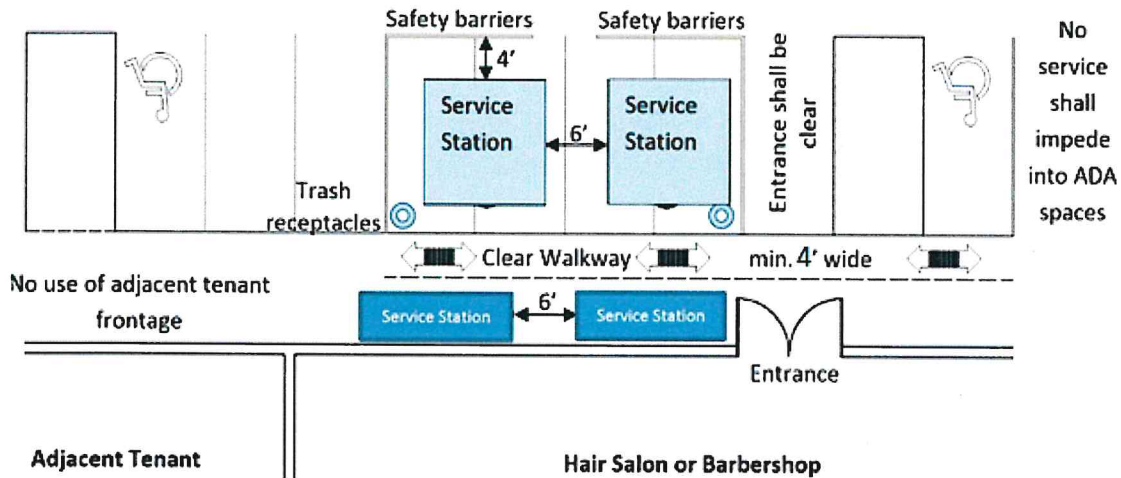 Safety barriers
Safety barriers
4'
Service
Station
6'
Service
Station
Entrance shall be
clear
No
service
shall
impede
into ADA
spaces
Trash
receptacles
Clear Walkway
min. 4' wide
No use of adjacent tenant
frontage
Service Station
6'
Service Station
Entrance
Adjacent Tenant
Hair Salon or Barbershop